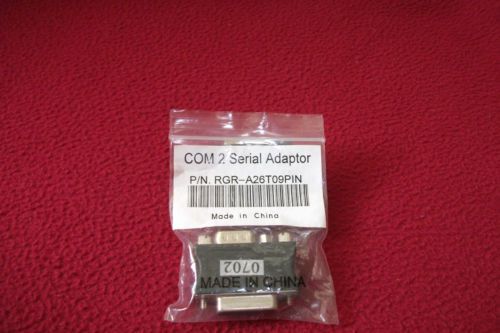 COM 2 Serial Adaptor
P/N. RGR-A26T09PIN
Made in China
0702
MADE IN CHINA